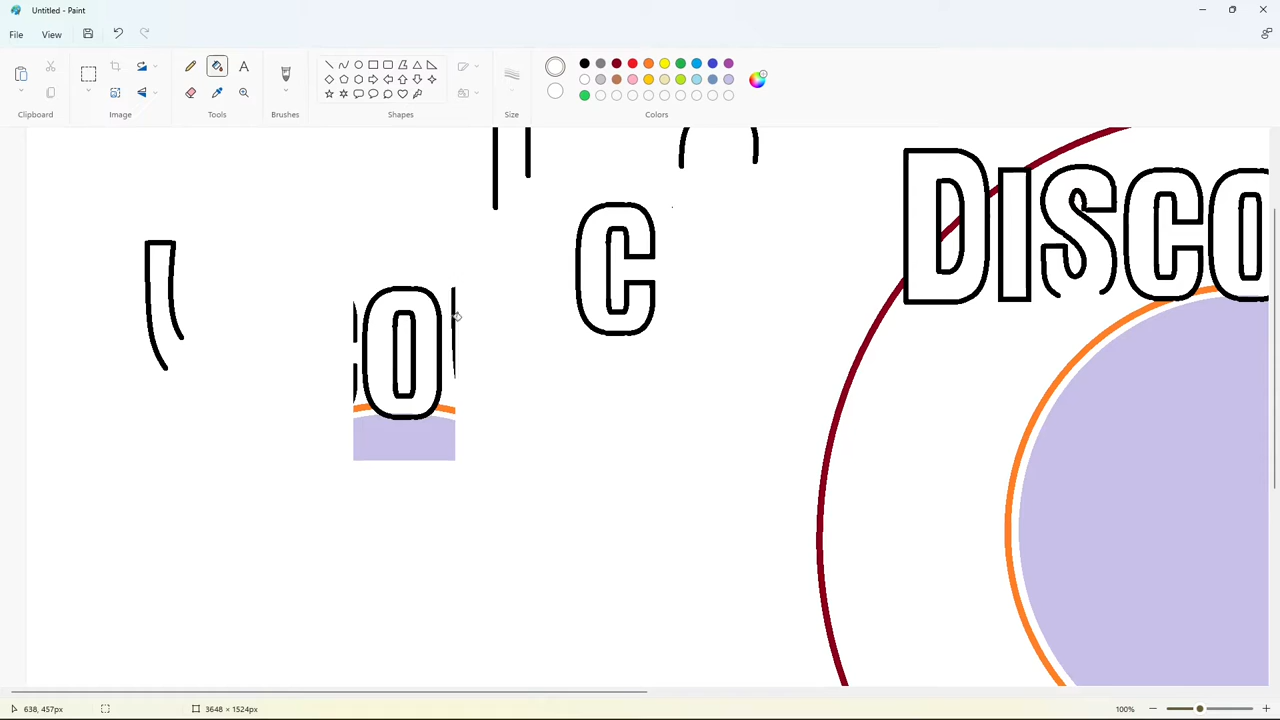 Untitled - Paint
File View
Clipboard Image Tools Brushes Shapes Size Colors
DISCO
C
O
638, 457px 3648 × 1524px 100%